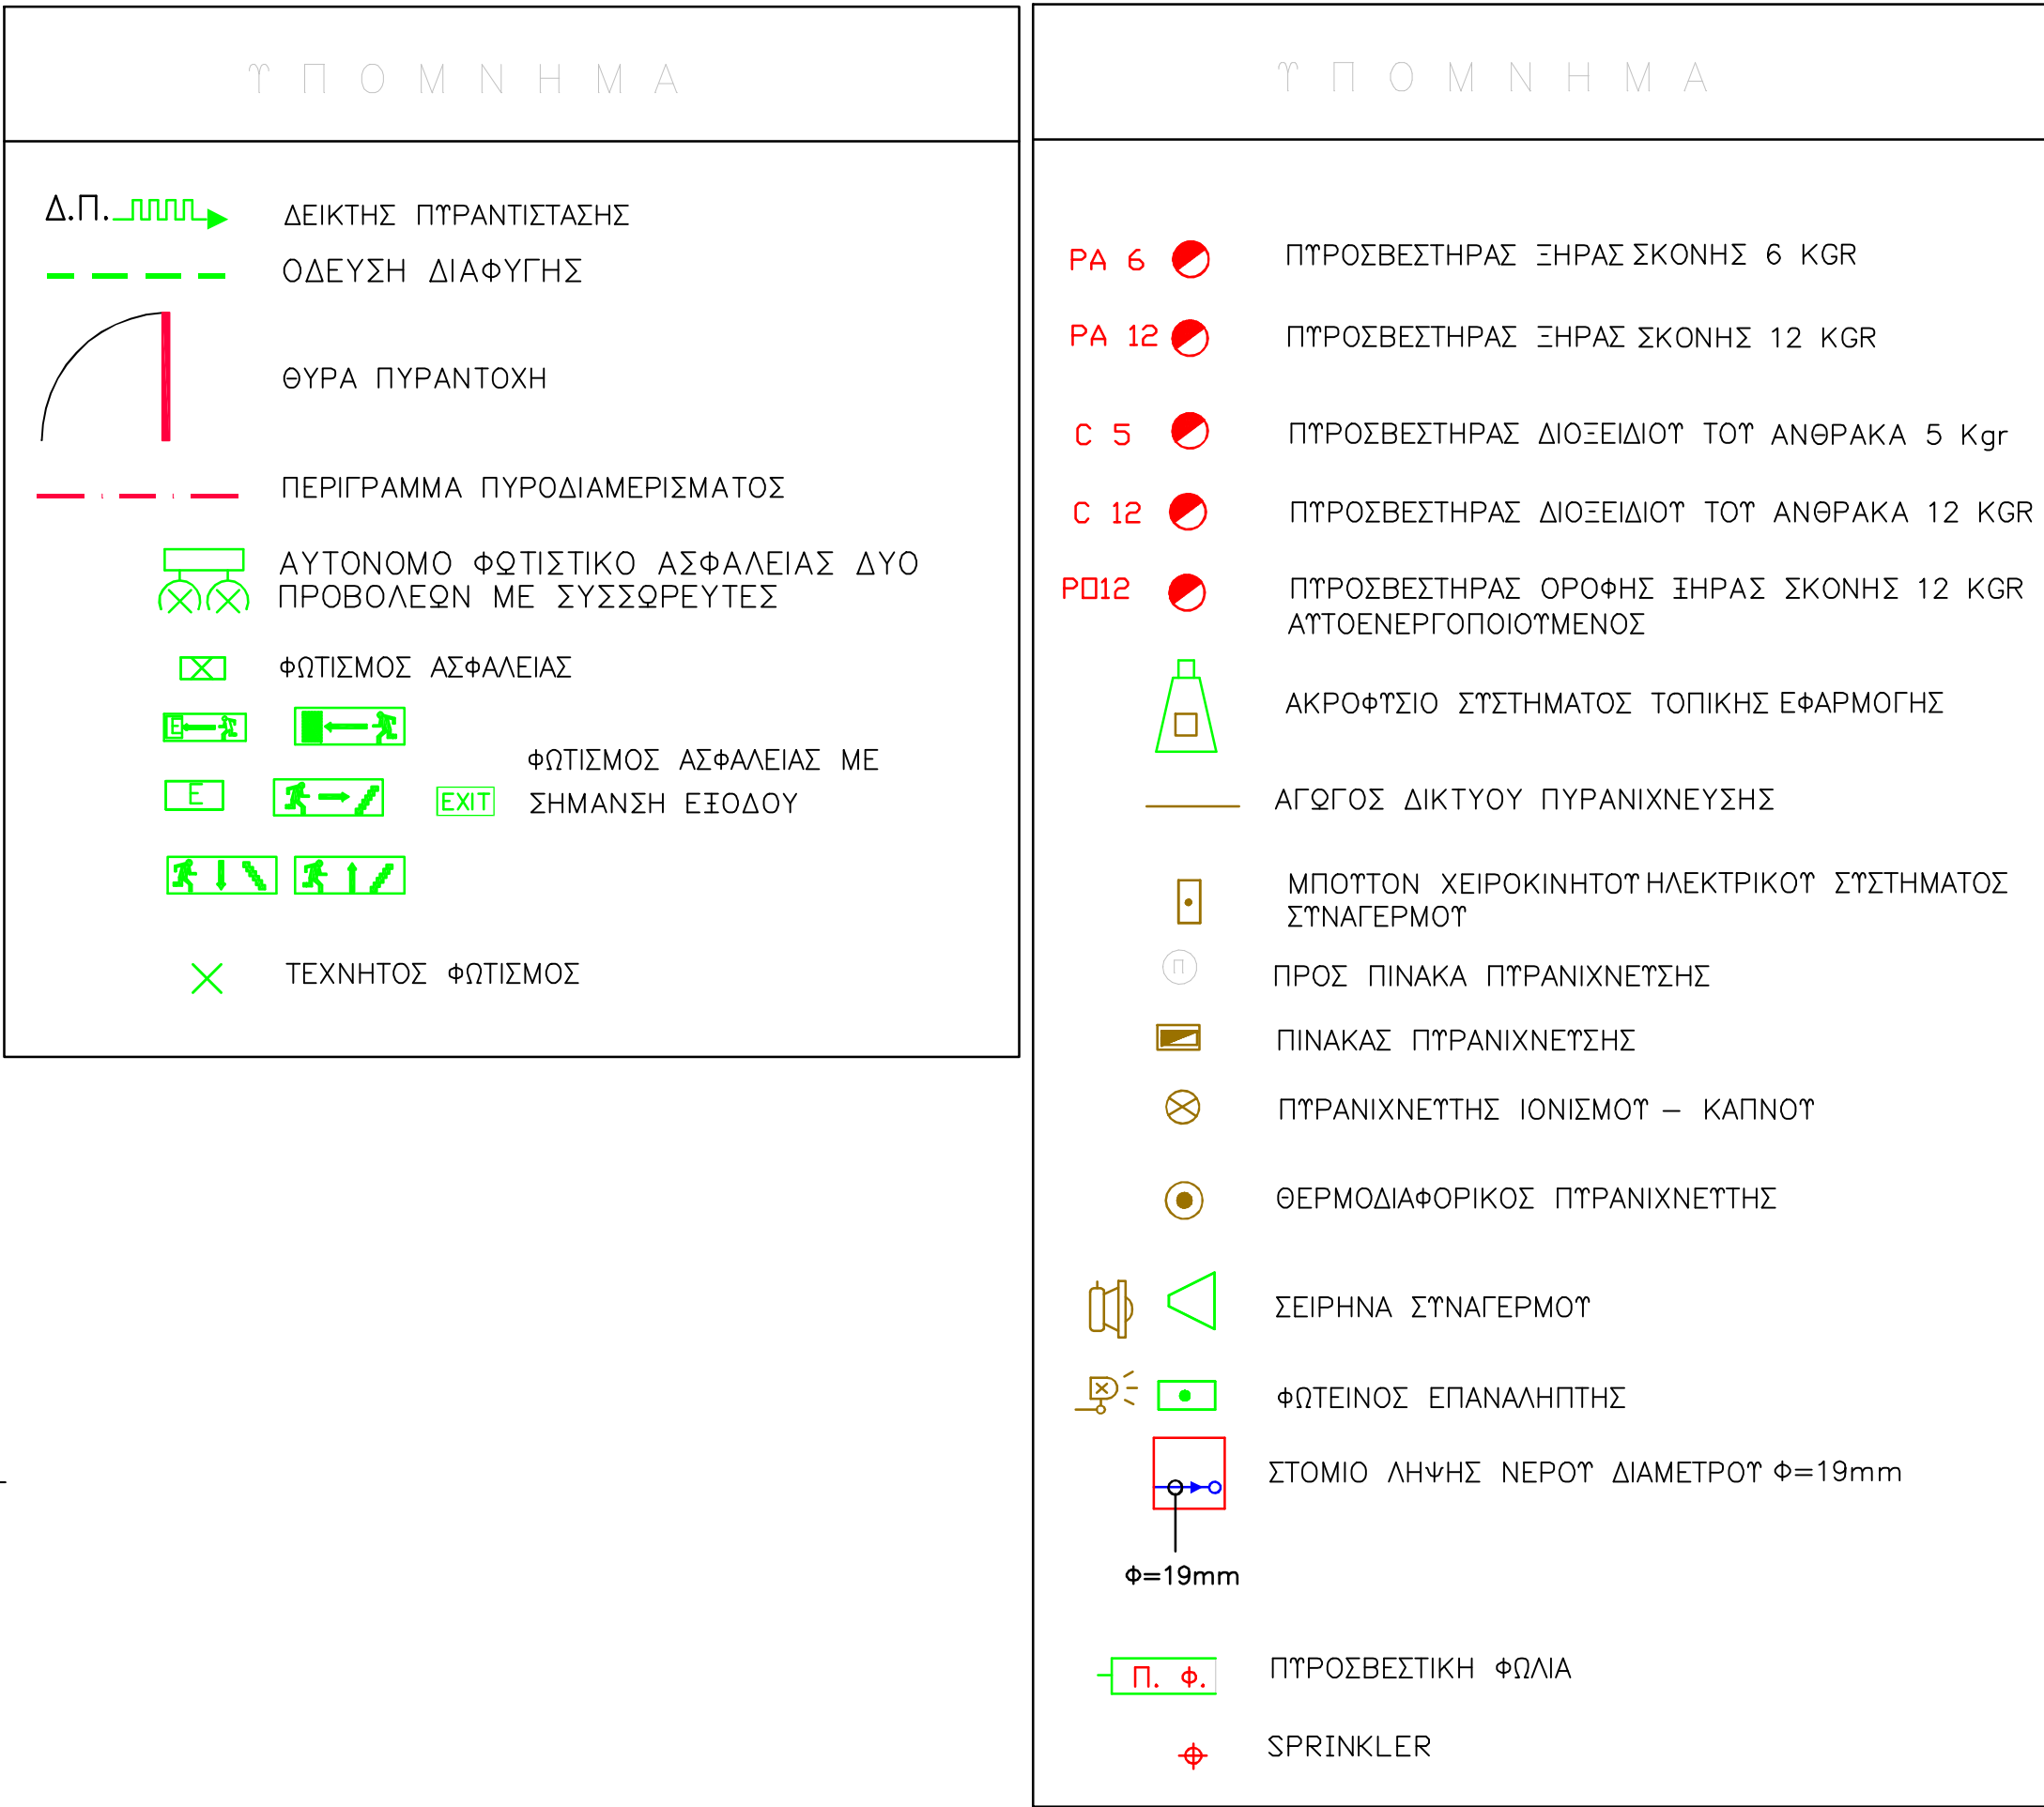 ΥΠΟΜΝΗΜΑ
Δ.Π. ΔΕΙΚΤΗΣ ΠΥΡΑΝΤΙΣΤΑΣΗΣ
ΟΔΕΥΣΗ ΔΙΑΦΥΓΗΣ
ΘΥΡΑ ΠΥΡΑΝΤΟΧΗ
ΠΕΡΙΓΡΑΜΜΑ ΠΥΡΟΔΙΑΜΕΡΙΣΜΑΤΟΣ
ΑΥΤΟΝΟΜΟ ΦΩΤΙΣΤΙΚΟ ΑΣΦΑΛΕΙΑΣ ΔΥΟ
ΠΡΟΒΟΛΕΩΝ ΜΕ ΣΥΣΣΩΡΕΥΤΕΣ
ΦΩΤΙΣΜΟΣ ΑΣΦΑΛΕΙΑΣ
E
ΦΩΤΙΣΜΟΣ ΑΣΦΑΛΕΙΑΣ ΜΕ
E EXIT ΣΗΜΑΝΣΗ ΕΞΟΔΟΥ
ΤΕΧΝΗΤΟΣ ΦΩΤΙΣΜΟΣ
ΥΠΟΜΝΗΜΑ
PA 6 ΠΥΡΟΣΒΕΣΤΗΡΑΣ ΞΗΡΑΣ ΣΚΟΝΗΣ 6 KGR
PA 12 ΠΥΡΟΣΒΕΣΤΗΡΑΣ ΞΗΡΑΣ ΣΚΟΝΗΣ 12 KGR
C 5 ΠΥΡΟΣΒΕΣΤΗΡΑΣ ΔΙΟΞΕΙΔΙΟΥ ΤΟΥ ΑΝΘΡΑΚΑ 5 Kgr
C 12 ΠΥΡΟΣΒΕΣΤΗΡΑΣ ΔΙΟΞΕΙΔΙΟΥ ΤΟΥ ΑΝΘΡΑΚΑ 12 KGR
PO12 ΠΥΡΟΣΒΕΣΤΗΡΑΣ ΟΡΟΦΗΣ ΞΗΡΑΣ ΣΚΟΝΗΣ 12 KGR
ΑΥΤΟΕΝΕΡΓΟΠΟΙΟΥΜΕΝΟΣ
ΑΚΡΟΦΥΣΙΟ ΣΥΣΤΗΜΑΤΟΣ ΤΟΠΙΚΗΣ ΕΦΑΡΜΟΓΗΣ
ΑΓΩΓΟΣ ΔΙΚΤΥΟΥ ΠΥΡΑΝΙΧΝΕΥΣΗΣ
ΜΠΟΥΤΟΝ ΧΕΙΡΟΚΙΝΗΤΟΥ ΗΛΕΚΤΡΙΚΟΥ ΣΥΣΤΗΜΑΤΟΣ
ΣΥΝΑΓΕΡΜΟΥ
Π ΠΡΟΣ ΠΙΝΑΚΑ ΠΥΡΑΝΙΧΝΕΥΣΗΣ
ΠΙΝΑΚΑΣ ΠΥΡΑΝΙΧΝΕΥΣΗΣ
ΠΥΡΑΝΙΧΝΕΥΤΗΣ ΙΟΝΙΣΜΟΥ – ΚΑΠΝΟΥ
ΘΕΡΜΟΔΙΑΦΟΡΙΚΟΣ ΠΥΡΑΝΙΧΝΕΥΤΗΣ
ΣΕΙΡΗΝΑ ΣΥΝΑΓΕΡΜΟΥ
ΦΩΤΕΙΝΟΣ ΕΠΑΝΑΛΗΠΤΗΣ
ΣΤΟΜΙΟ ΛΗΨΗΣ ΝΕΡΟΥ ΔΙΑΜΕΤΡΟΥ Φ=19mm
Φ=19mm
Π. Φ. ΠΥΡΟΣΒΕΣΤΙΚΗ ΦΩΛΙΑ
SPRINKLER